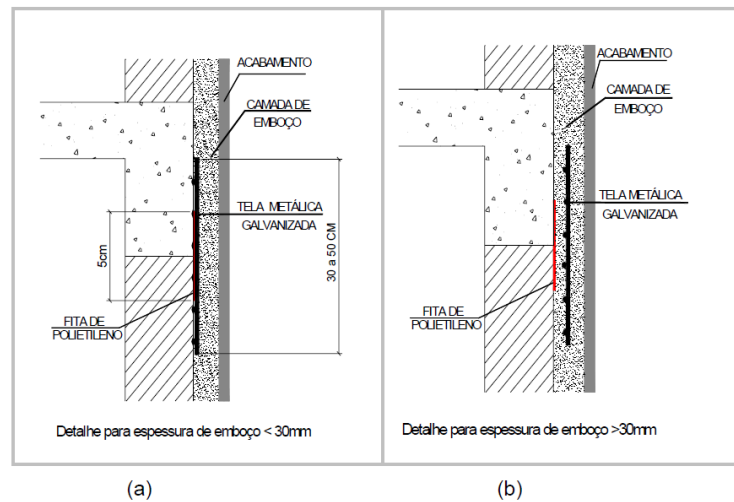 ACABAMENTO
CAMADA DE
EMBOÇO
TELA METÁLICA
GALVANIZADA
5cm
30 a 50 CM
FITA DE
POLIETILENO
Detalhe para espessura de emboço < 30mm
(a)
ACABAMENTO
CAMADA DE
EMBOÇO
TELA METÁLICA
GALVANIZADA
FITA DE
POLIETILENO
Detalhe para espessura de emboço >30mm
(b)